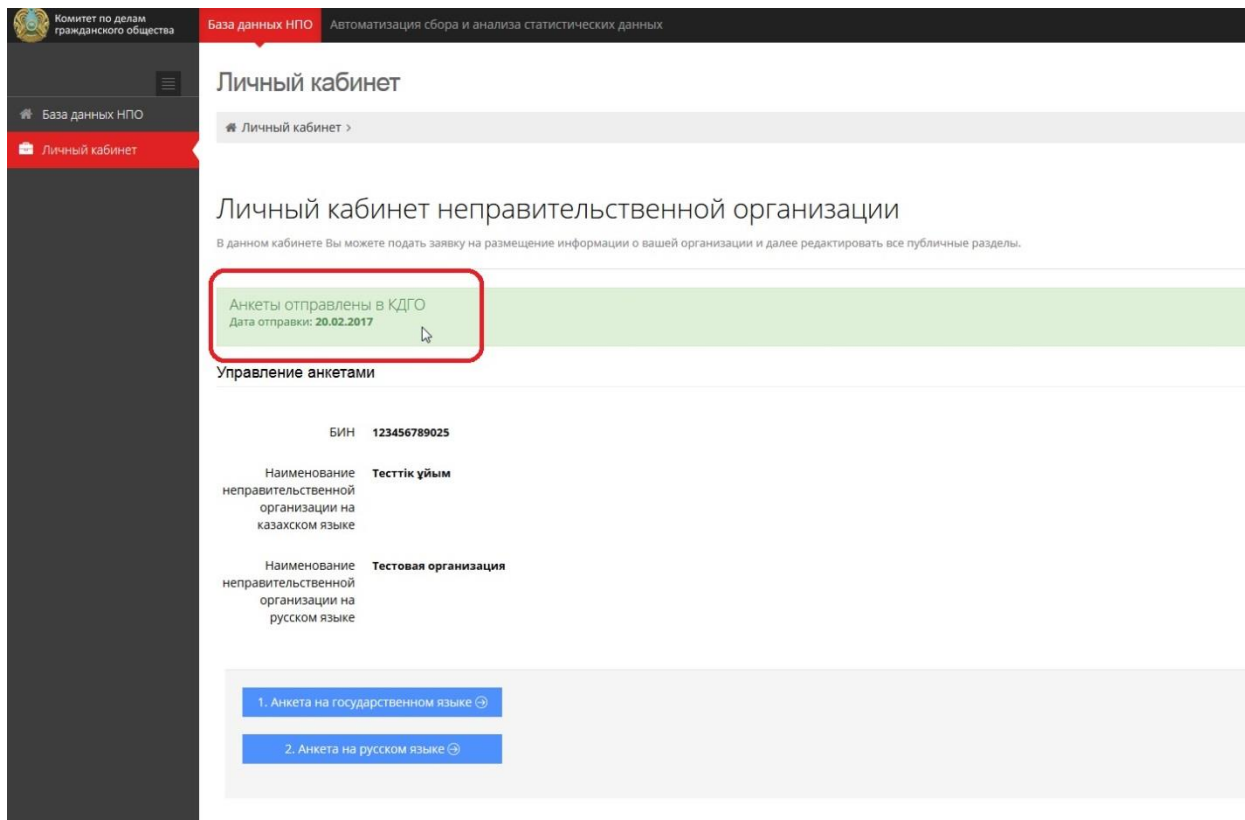 Комитет по делам
гражданского общества
База данных НПО
Автоматизация сбора и анализа статистических данных
База данных НПО
Личный кабинет
Личный кабинет
Личный кабинет >
Личный кабинет неправительственной организации
В данном кабинете Вы можете подать заявку на размещение информации о вашей организации и далее редактировать все публичные разделы.
Анкеты отправлены в КДГО
Дата отправки: 20.02.2017
Управление анкетами
БИН 123456789025
Наименование Тесттік ұйым
неправительственной
организации на
казахском языке
Наименование Тестовая организация
неправительственной
организации на
русском языке
1. Анкета на государственном языке
2. Анкета на русском языке